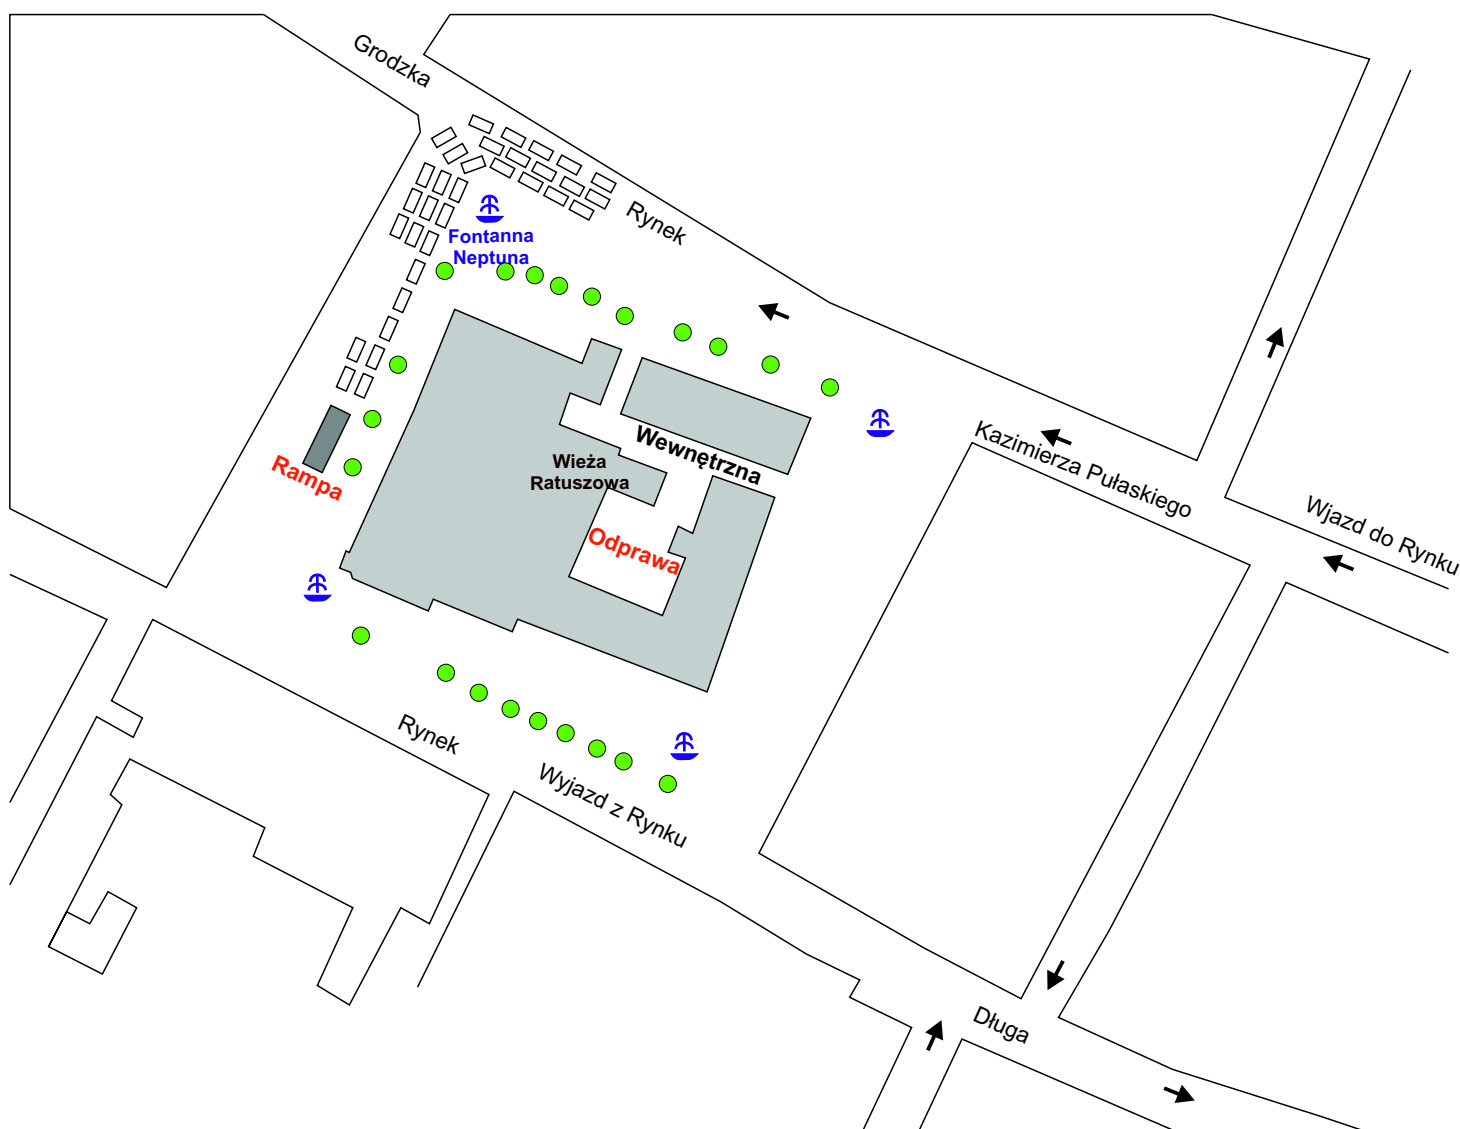 Grodzka
Rynek
Fontanna
Neptuna
Kazimierza Pułaskiego
Wewnętrzna
Wieża
Ratuszowa
Rampa
Wjazd do Rynku
Odprawa
Rynek
Wyjazd z Rynku
Długa